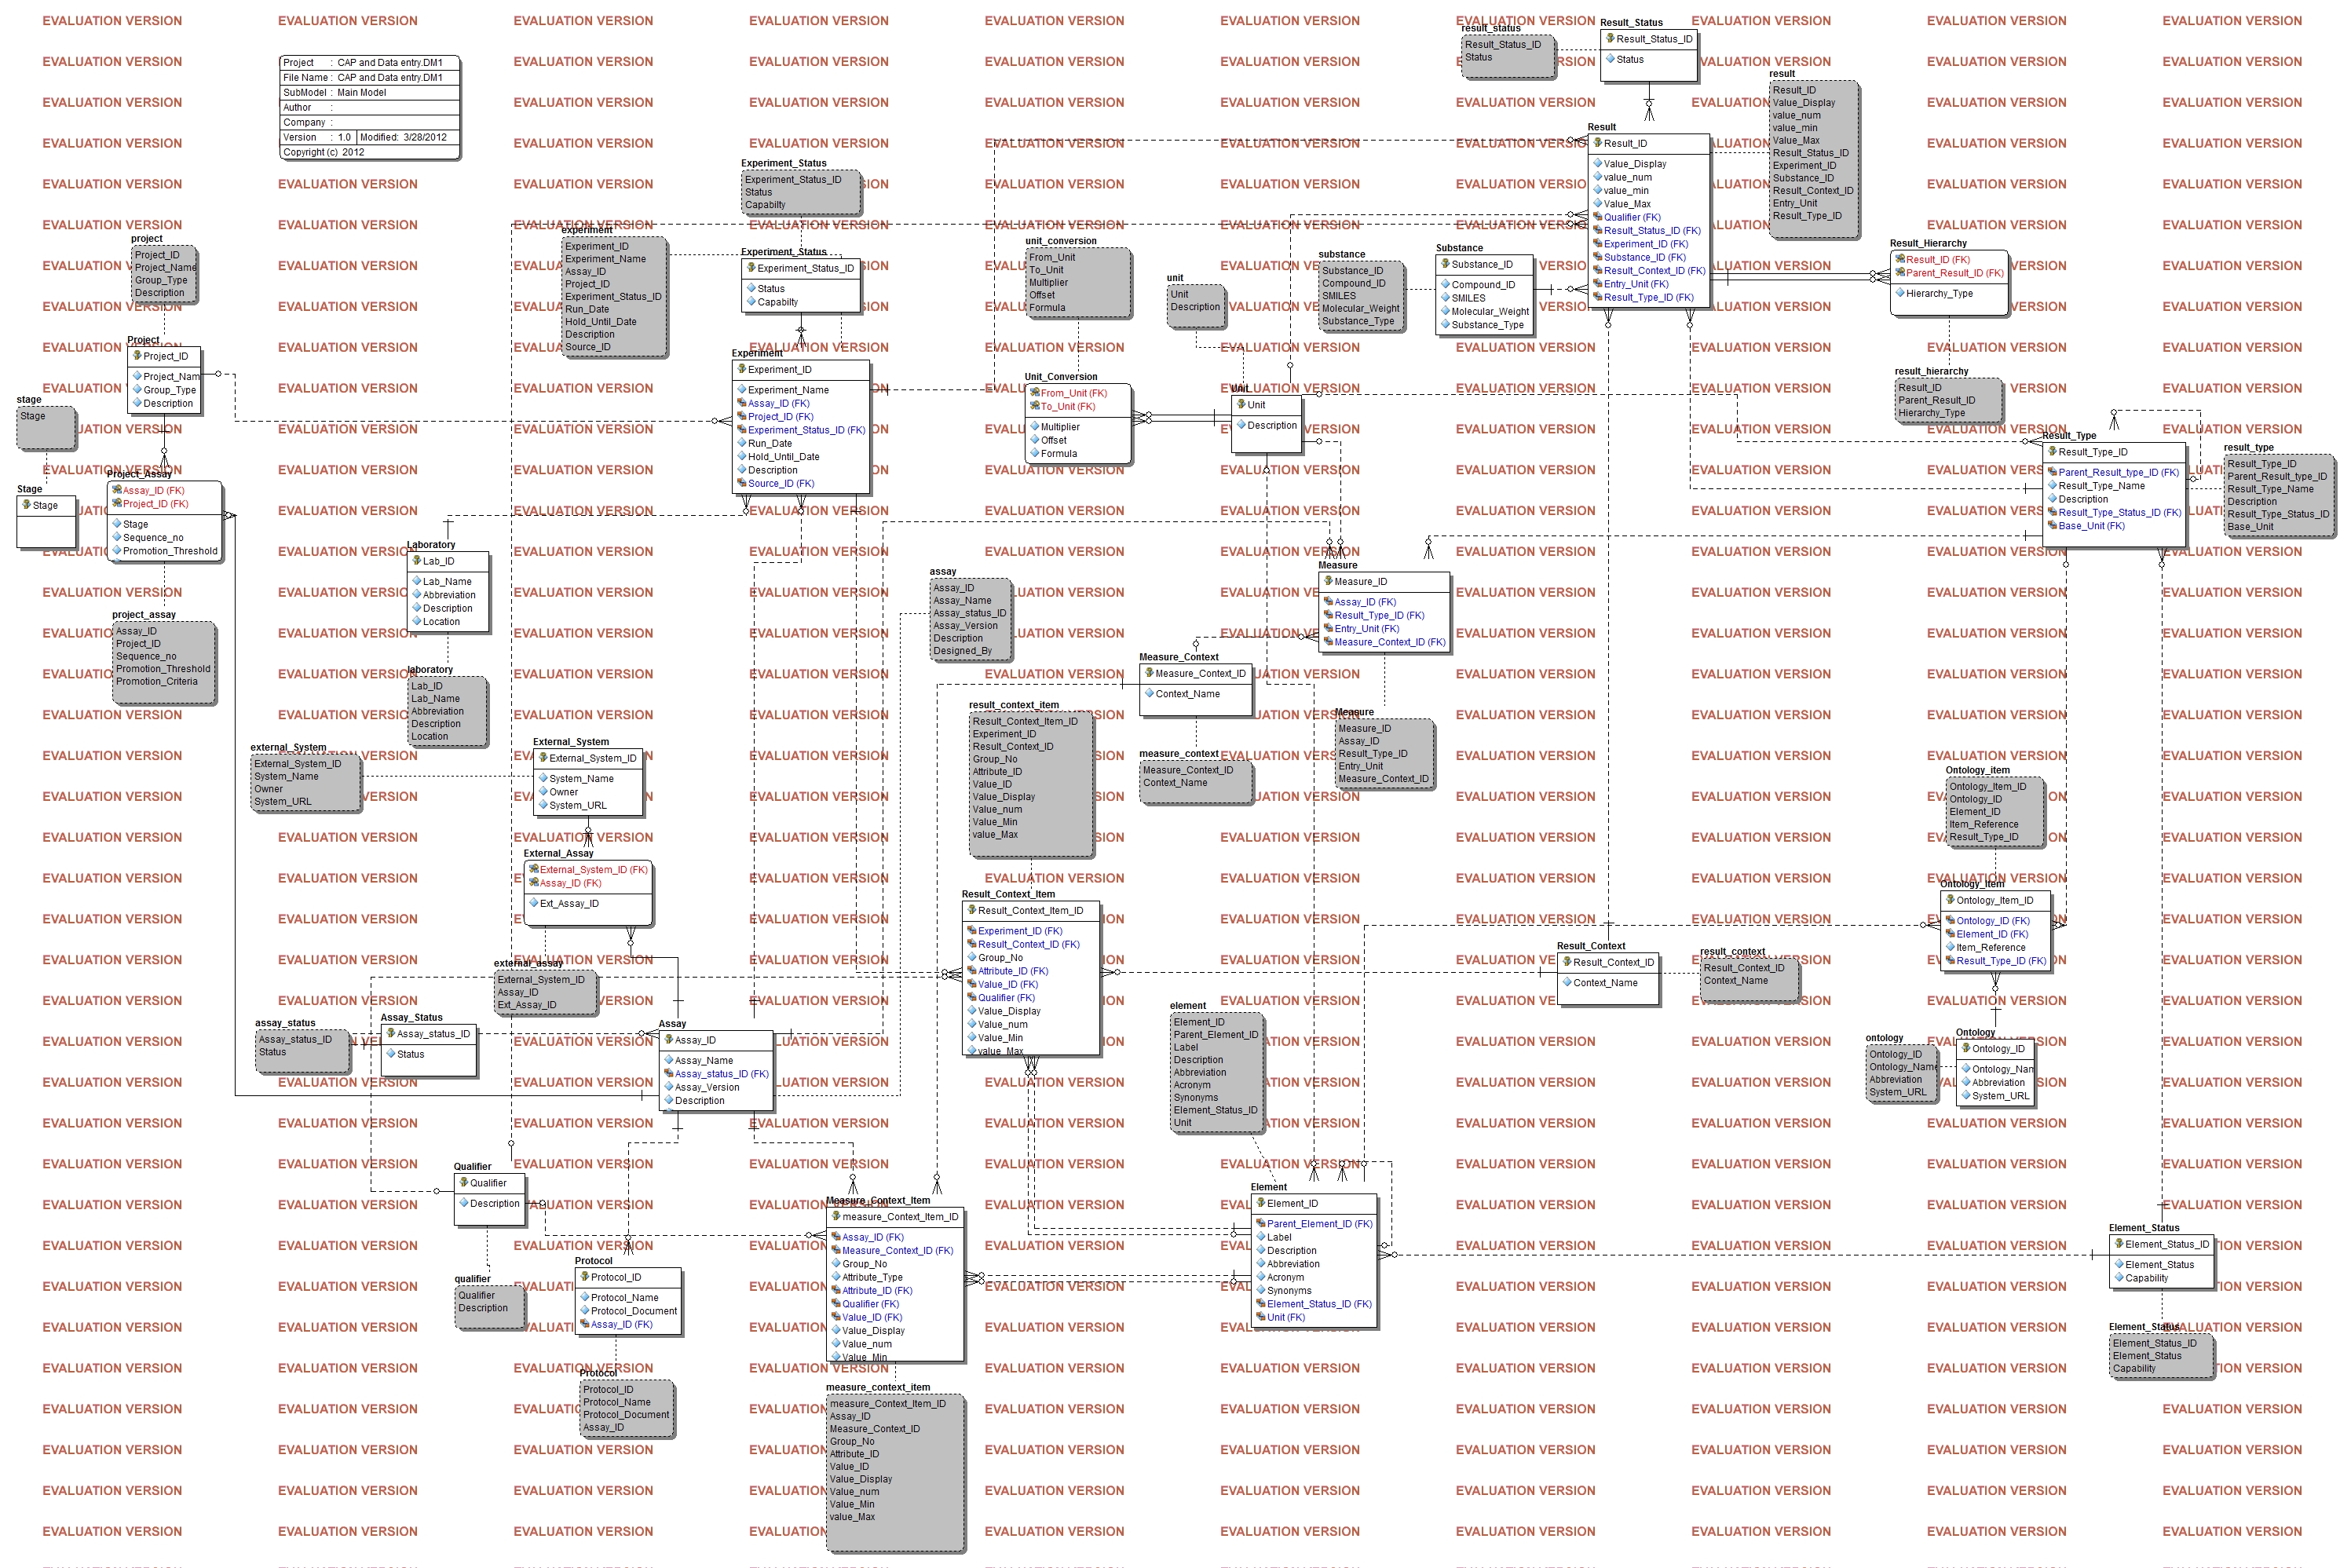 EVALUATION VERSION
Project : CAP and Data entry.DM1
File Name : CAP and Data entry.DM1
SubModel : Main Model
Author :
Company :
Version : 1.0 Modified: 3/28/2012
Copyright (c) 2012
result_status
Result_Status_ID
Status
Result_Status
Result_Status_ID
Status
result
Result_ID
Value_Display
value_num
value_min
Value_Max
Result_Status_ID
Experiment_ID
Substance_ID
Result_Context_ID
Entry_Unit
Result_Type_ID
Result
Result_ID
Value_Display
value_num
value_min
Value_Max
Qualifier (FK)
Result_Status_ID (FK)
Experiment_ID (FK)
Substance_ID (FK)
Result_Context_ID (FK)
Entry_Unit (FK)
Result_Type_ID (FK)
Experiment_Status
Experiment_Status_ID
Status
Capabilty
experiment
Experiment_ID
Experiment_Name
Assay_ID
Project_ID
Experiment_Status_ID
Run_Date
Hold_Until_Date
Description
Source_ID
Experiment_Status
Experiment_Status_ID
Status
Capabilty
project
Project_ID
Project_Name
Group_Type
Description
unit_conversion
From_Unit
To_Unit
Multiplier
Offset
Formula
unit
Unit
Description
substance
Substance_ID
Compound_ID
SMILES
Molecular_Weight
Substance_Type
Substance
Substance_ID
Compound_ID
SMILES
Molecular_Weight
Substance_Type
Result_Hierarchy
Result_ID (FK)
Parent_Result_ID (FK)
Hierarchy_Type
result_hierarchy
Result_ID
Parent_Result_ID
Hierarchy_Type
Project
Project_ID
Project_Nam
Group_Type
Description
Experiment
Experiment_ID
Experiment_Name
Assay_ID (FK)
Project_ID (FK)
Experiment_Status_ID (FK)
Run_Date
Hold_Until_Date
Description
Source_ID (FK)
Unit_Conversion
From_Unit (FK)
To_Unit (FK)
Multiplier
Offset
Formula
Unit
Unit
Description
stage
Stage
Stage
Stage
Project_Assay
Assay_ID (FK)
Project_ID (FK)
Stage
Sequence_no
Promotion_Threshold
project_assay
Assay_ID
Project_ID
Sequence_no
Promotion_Threshold
Promotion_Criteria
Result_Type
Result_Type_ID
Parent_Result_type_ID (FK)
Result_Type_Name
Description
Result_Type_Status_ID (FK)
Base_Unit (FK)
result_type
Result_Type_ID
Parent_Result_type_ID
Result_Type_Name
Description
Result_Type_Status_ID
Base_Unit
Laboratory
Lab_ID
Lab_Name
Abbreviation
Description
Location
laboratory
Lab_ID
Lab_Name
Abbreviation
Description
Location
assay
Assay_ID
Assay_Name
Assay_status_ID
Assay_Version
Description
Designed_By
Measure
Measure_ID
Assay_ID (FK)
Result_Type_ID (FK)
Entry_Unit (FK)
Measure_Context_ID (FK)
Measure_Context
Measure_Context_ID
Context_Name
measure_context
Measure_Context_ID
Context_Name
Measure
Measure_ID
Assay_ID
Result_Type_ID
Entry_Unit
Measure_Context_ID
external_System
External_System_ID
System_Name
Owner
System_URL
External_System
External_System_ID
System_Name
Owner
System_URL
result_context_item
Result_Context_Item_ID
Experiment_ID
Result_Context_ID
Group_No
Attribute_ID
Value_ID
Value_Display
Value_num
Value_Min
value_Max
Ontology_item
Ontology_Item_ID
Ontology_ID
Element_ID
Item_Reference
Result_Type_ID
External_Assay
External_System_ID (FK)
Assay_ID (FK)
Ext_Assay_ID
external_assay
External_System_ID
Assay_ID
Ext_Assay_ID
Result_Context_Item
Result_Context_Item_ID
Experiment_ID (FK)
Result_Context_ID (FK)
Group_No
Attribute_ID (FK)
Value_ID (FK)
Qualifier (FK)
Value_Display
Value_num
Value_Min
value_Max
Ontology_Item
Ontology_Item_ID
Ontology_ID (FK)
Element_ID (FK)
Item_Reference
Result_Type_ID (FK)
Result_Context
Result_Context_ID
Context_Name
result_context
Result_Context_ID
Context_Name
assay_status
Assay_status_ID
Status
Assay_Status
Assay_status_ID
Status
Assay
Assay_ID
Assay_Name
Assay_status_ID (FK)
Assay_Version
Description
element
Element_ID
Parent_Element_ID
Label
Description
Abbreviation
Acronym
Synonyms
Element_Status_ID
Unit
ontology
Ontology_ID
Ontology_Name
Abbreviation
System_URL
Ontology
Ontology_ID
Ontology_Nam
Abbreviation
System_URL
Qualifier
Qualifier
Description
qualifier
Qualifier
Description
Protocol
Protocol_ID
Protocol_Name
Protocol_Document
Assay_ID (FK)
Protocol
Protocol_ID
Protocol_Name
Protocol_Document
Assay_ID
Measure_Context_Item
measure_Context_Item_ID
Assay_ID (FK)
Measure_Context_ID (FK)
Group_No
Attribute_Type
Attribute_ID (FK)
Qualifier (FK)
Value_ID (FK)
Value_Display
Value_num
Value_Min
measure_context_item
measure_Context_Item_ID
Assay_ID
Measure_Context_ID
Group_No
Attribute_ID
Value_ID
Value_Display
Value_num
Value_Min
value_Max
Element
Element_ID
Parent_Element_ID (FK)
Label
Description
Abbreviation
Acronym
Synonyms
Element_Status_ID (FK)
Unit (FK)
Element_Status
Element_Status_ID
Element_Status
Capability
Element_Status
Element_Status_ID
Element_Status
Capability